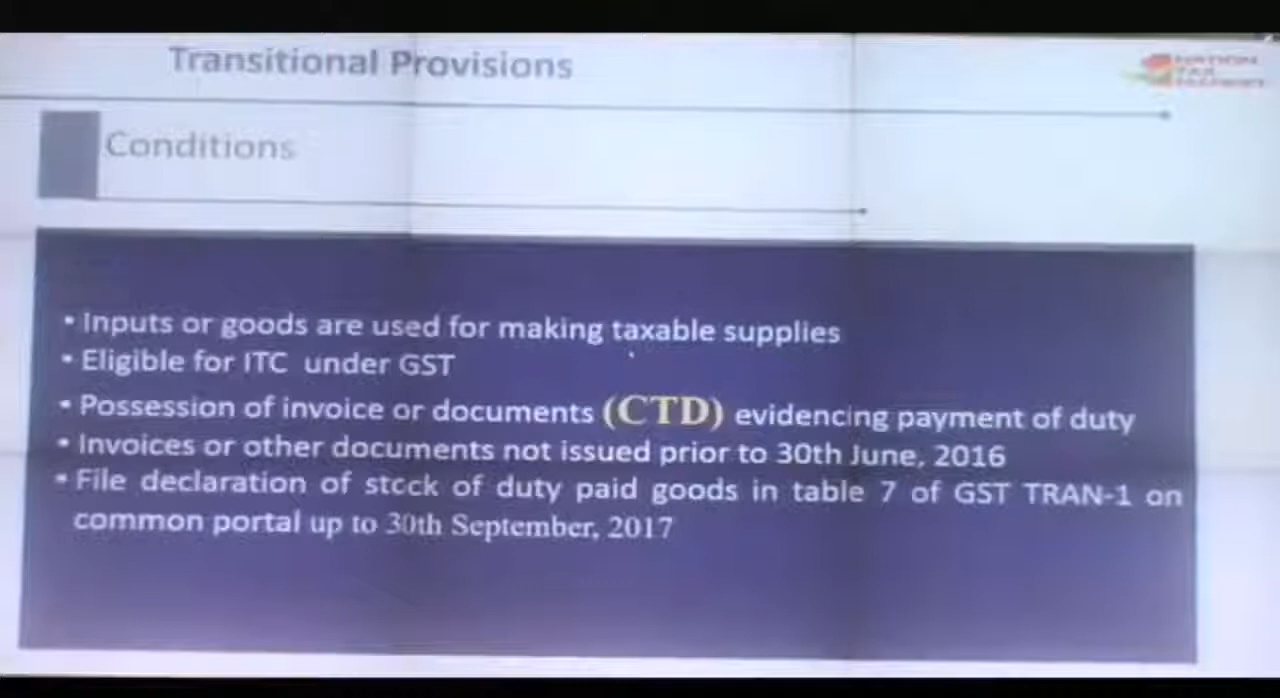 Transitional Provisions
NATION
TAX
Conditions
• Inputs or goods are used for making taxable supplies
• Eligible for ITC under GST
• Possession of invoice or documents (CTD) evidencing payment of duty
• Invoices or other documents not issued prior to 30th June, 2016
• File declaration of stock of duty paid goods in table 7 of GST TRAN-1 on
common portal up to 30th September, 2017